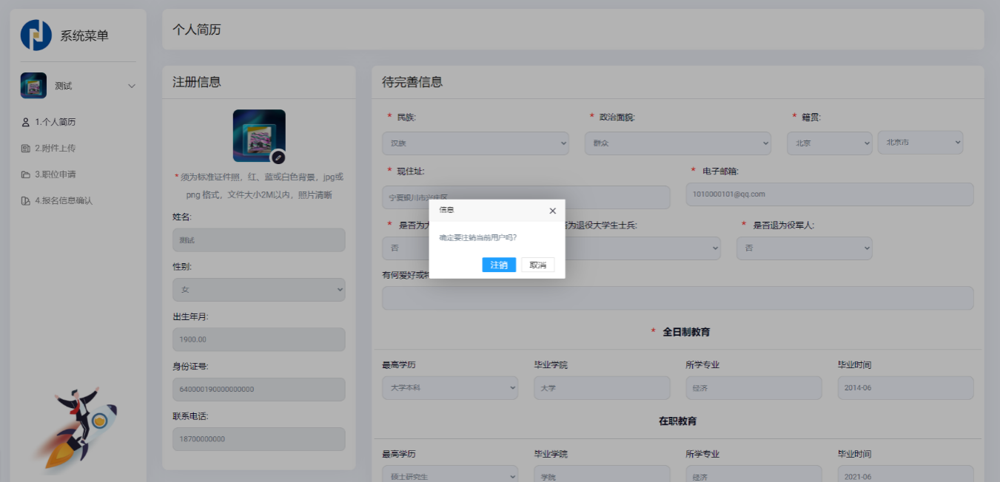 系统菜单
测试
1.个人简历
2.附件上传
3.职位申请
4.报名信息确认
个人简历
注册信息
* 须为标准证件照，红、蓝或白色背景，jpg或
png 格式，文件大小2M以内，照片清晰
姓名:
测试
性别:
女
出生年月:
1900.00
身份证号:
640000190000000000
联系电话:
18700000000
待完善信息
* 民族:
* 政治面貌:
* 籍贯:
汉族
群众
北京
北京市
* 现住址:
* 电子邮箱:
宁夏银川市兴庆区
1010000101@qq.com
* 是否为
为退役大学生士兵:
* 是否退为役军人:
否
否
有何爱好或特
信息
确定要注销当前用户吗?
注销
取消
* 全日制教育
最高学历
毕业学院
所学专业
毕业时间
大学本科
大学
经济
2014-06
在职教育
最高学历
毕业学院
所学专业
毕业时间
硕士研究生
学院
经济
2021-06